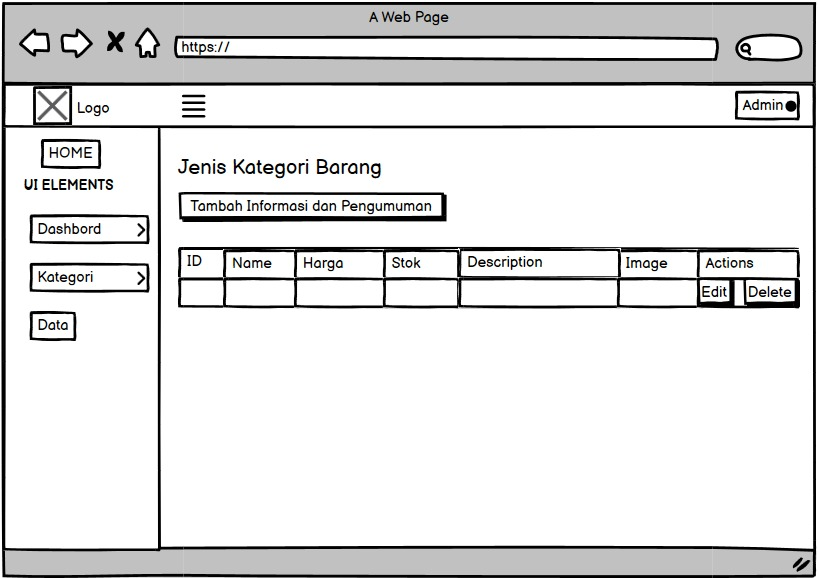 A Web Page
https://
Logo
Admin
HOME
UI ELEMENTS
Dashbord
Kategori
Data
Jenis Kategori Barang
Tambah Informasi dan Pengumuman
ID Name Harga Stok Description Image Actions
Edit Delete